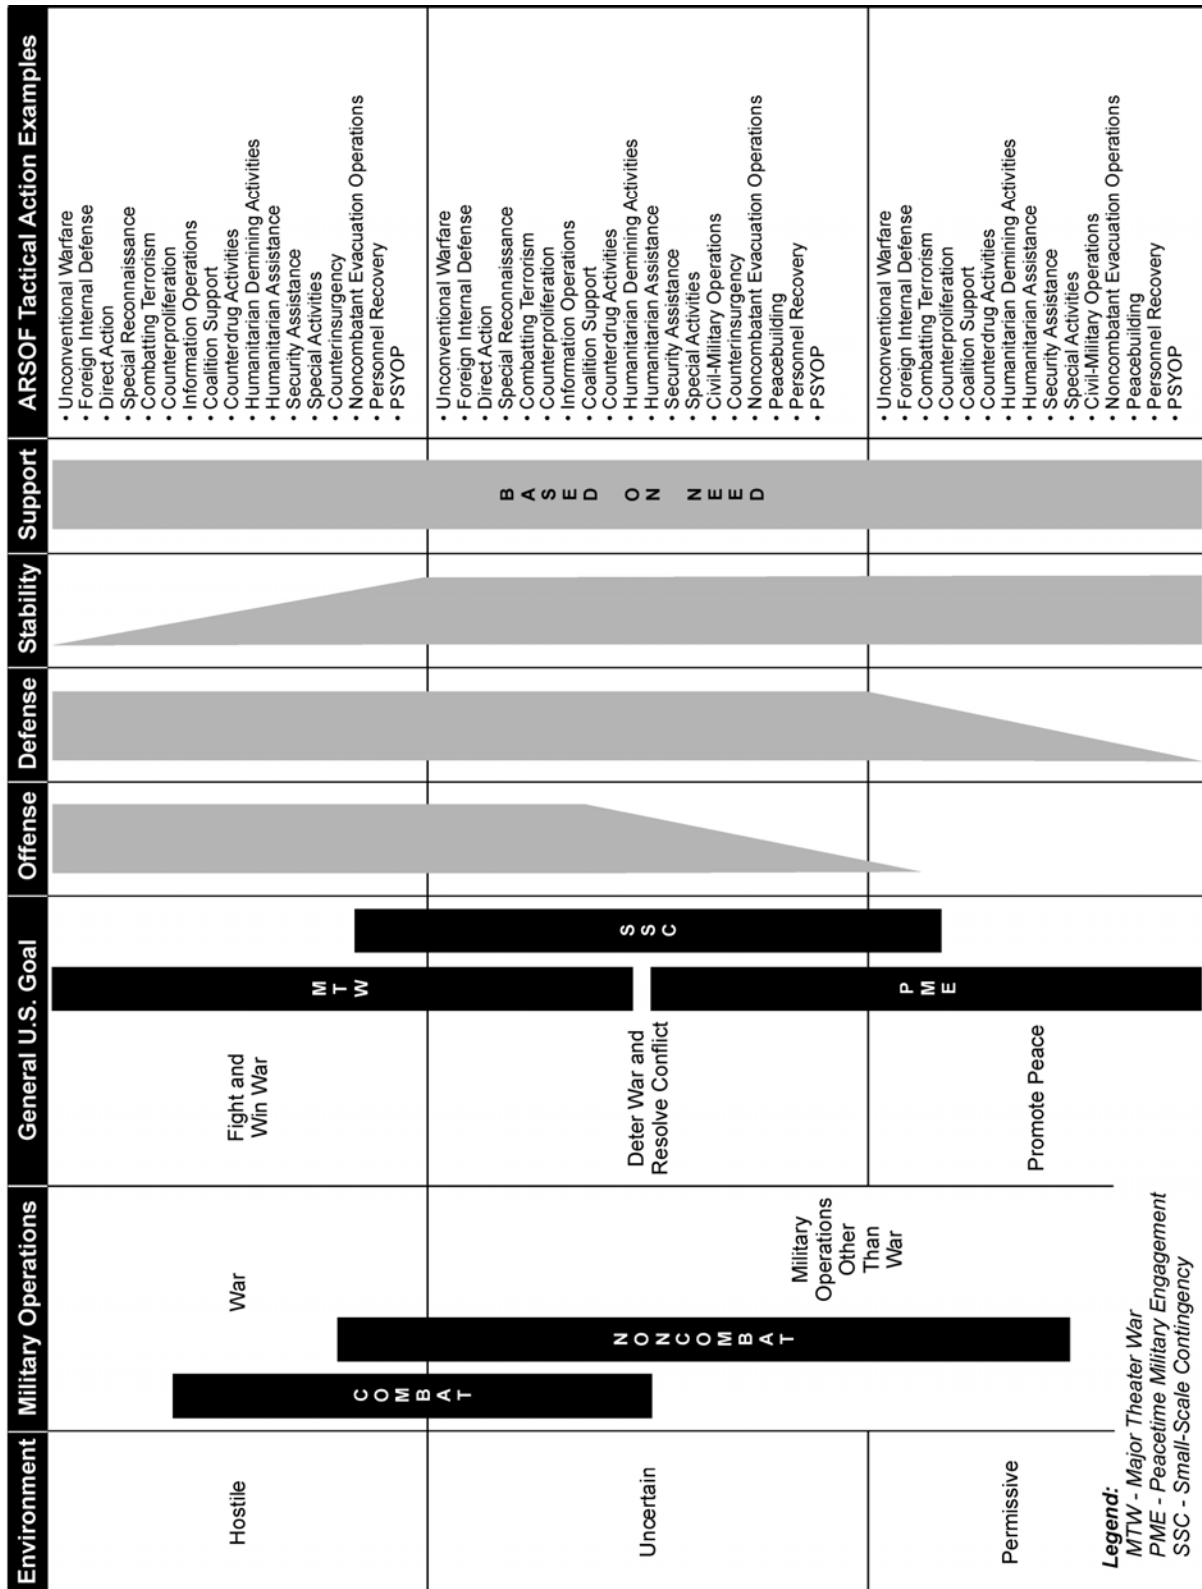 Environment
Military Operations
General U.S. Goal
Offense
Defense
Stability
Support
ARSOF Tactical Action Examples
Hostile
War
COMBAT
NONCOMBAT
Fight and
Win War
MTW
SSC
BASED ON NEED
• Unconventional Warfare
• Foreign Internal Defense
• Direct Action
• Special Reconnaissance
• Combatting Terrorism
• Counterproliferation
• Information Operations
• Coalition Support
• Counterdrug Activities
• Humanitarian Demining Activities
• Humanitarian Assistance
• Security Assistance
• Special Activities
• Counterinsurgency
• Noncombatant Evacuation Operations
• Personnel Recovery
• PSYOP
Uncertain
Military
Operations
Other
Than
War
Deter War and
Resolve Conflict
• Unconventional Warfare
• Foreign Internal Defense
• Direct Action
• Special Reconnaissance
• Combatting Terrorism
• Counterproliferation
• Information Operations
• Coalition Support
• Counterdrug Activities
• Humanitarian Demining Activities
• Humanitarian Assistance
• Security Assistance
• Special Activities
• Civil-Military Operations
• Counterinsurgency
• Noncombatant Evacuation Operations
• Peacebuilding
• Personnel Recovery
• PSYOP
Permissive
Promote Peace
PME
• Unconventional Warfare
• Foreign Internal Defense
• Combatting Terrorism
• Counterproliferation
• Coalition Support
• Counterdrug Activities
• Humanitarian Demining Activities
• Humanitarian Assistance
• Security Assistance
• Special Activities
• Civil-Military Operations
• Noncombatant Evacuation Operations
• Peacebuilding
• Personnel Recovery
• PSYOP
Legend:
MTW - Major Theater War
PME - Peacetime Military Engagement
SSC - Small-Scale Contingency